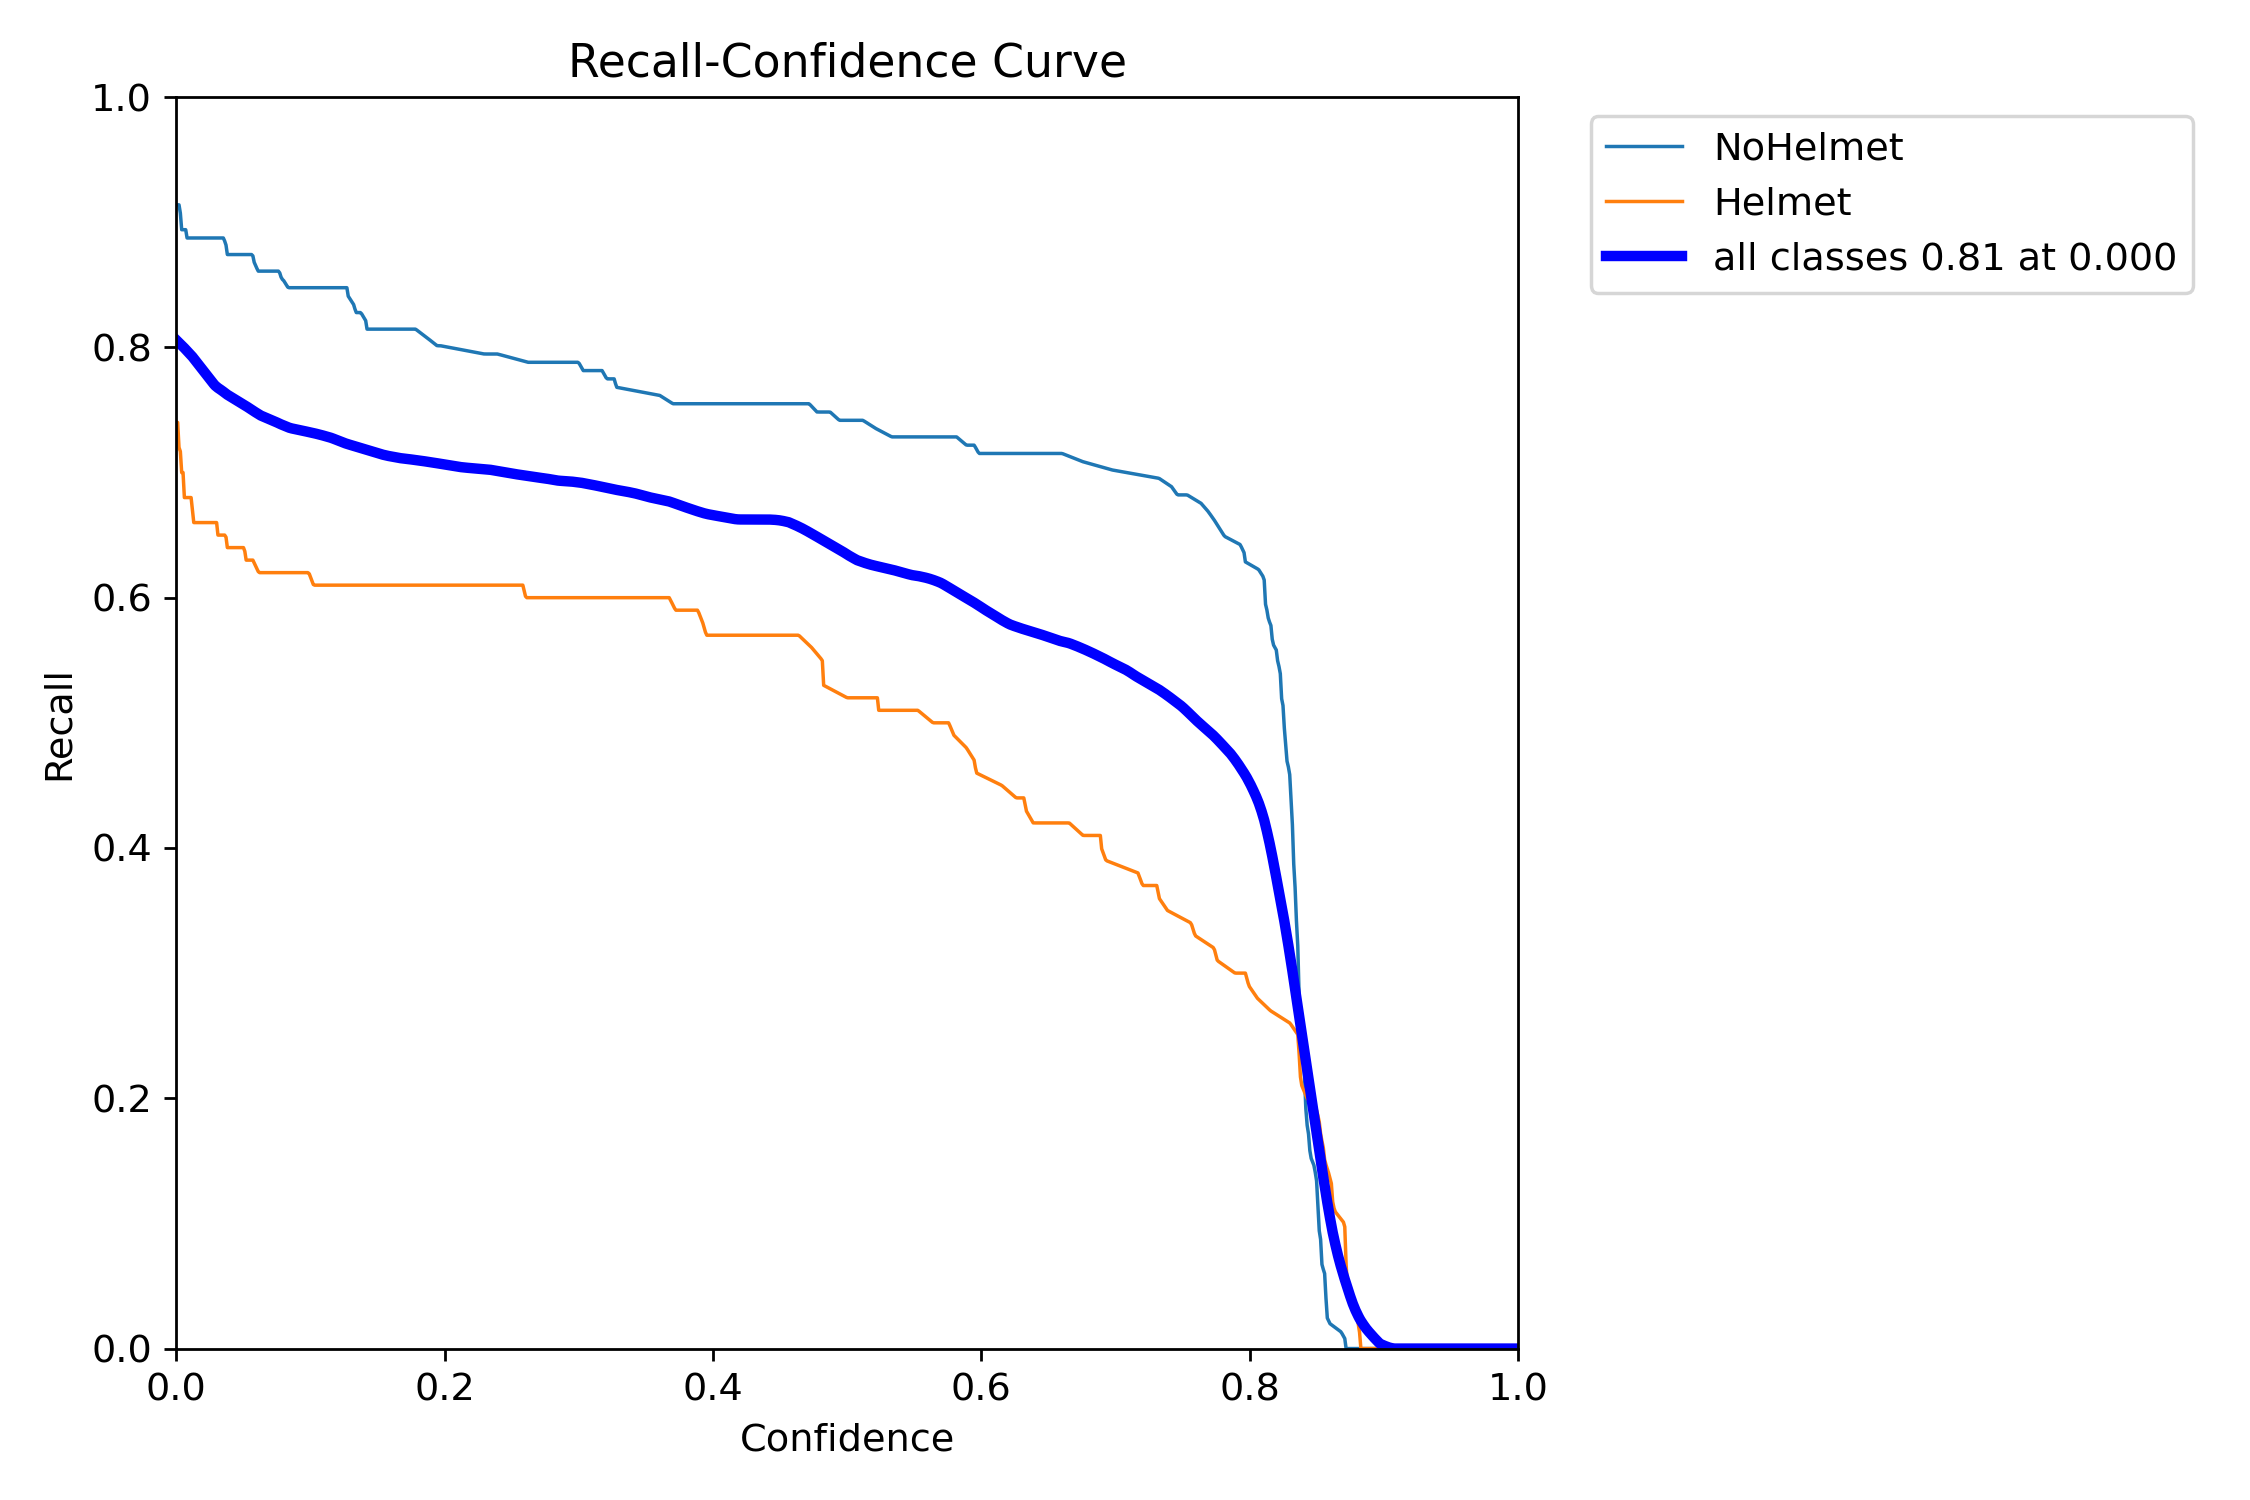 Recall-Confidence Curve
1.0
0.8
0.6
0.4
0.2
0.0
Recall
0.0 0.2 0.4 0.6 0.8 1.0
Confidence
NoHelmet
Helmet
all classes 0.81 at 0.000